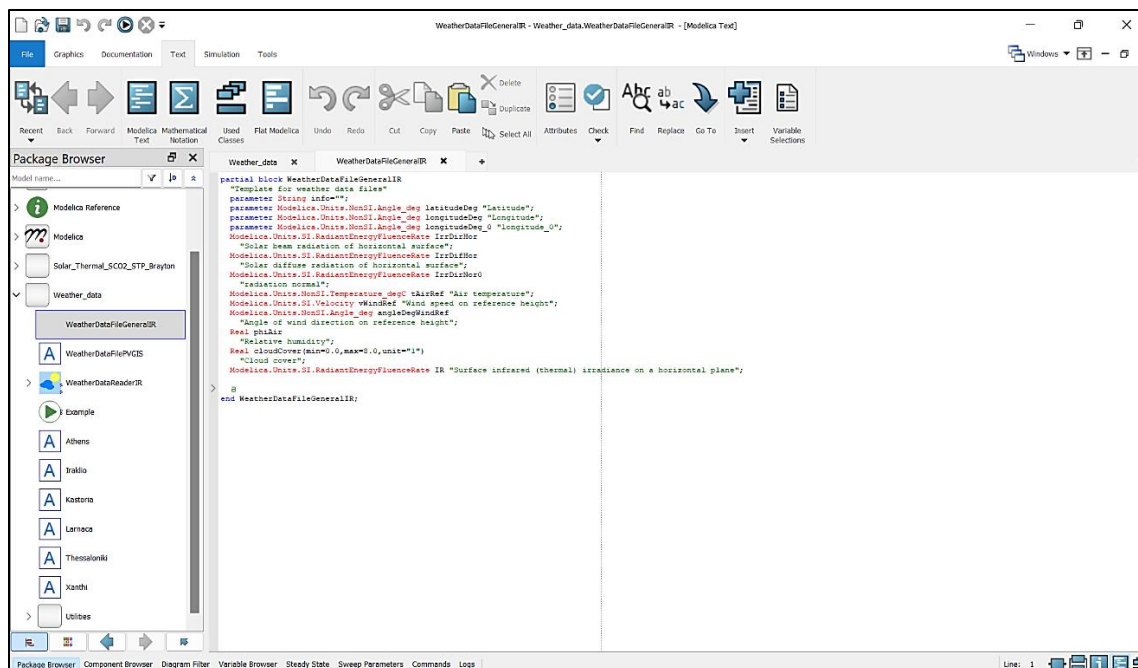 WeatherDataFileGeneralIR - Weather_data.WeatherDataFileGeneralIR - [Modelica Text]
File Graphics Documentation Text Simulation Tools
Windows
Delete
Duplicate
Select All
Recent Back Forward Modelica Text Mathematical Notation Used Classes Flat Modelica Undo Redo Cut Copy Paste Attributes Check Find Replace Go To Insert Variable Selections
Package Browser
Model name...
Modelica Reference
Modelica
Solar_Thermal_SCO2_STP_Brayton
Weather_data
WeatherDataFileGeneralIR
WeatherDataFilePVGIS
WeatherDataReaderIR
Example
Athens
Iraklio
Kastoria
Larnaca
Thessaloniki
Xanthi
Utilities
Weather_data WeatherDataFileGeneralIR
partial block WeatherDataFileGeneralIR
"Template for weather data files"
parameter String info="";
parameter Modelica.Units.NonSI.Angle_deg latitudeDeg "Latitude";
parameter Modelica.Units.NonSI.Angle_deg longitudeDeg "Longitude";
parameter Modelica.Units.NonSI.Angle_deg longitudeDeg_0 "longitude_0";
Modelica.Units.SI.RadiantEnergyFluenceRate IrrDirHor
"Solar beam radiation of horizontal surface";
Modelica.Units.SI.RadiantEnergyFluenceRate IrrDifHor
"Solar diffuse radiation of horizontal surface";
Modelica.Units.SI.RadiantEnergyFluenceRate IrrDirNor0
"radiation normal";
Modelica.Units.NonSI.Temperature_degC tAirRef "Air temperature";
Modelica.Units.SI.Velocity vWindRef "Wind speed on reference height";
Modelica.Units.NonSI.Angle_deg angleDegWindRef
"Angle of wind direction on reference height";
Real phiAir
"Relative humidity";
Real cloudCover(min=0.0,max=8.0,unit="1")
"Cloud cover";
Modelica.Units.SI.RadiantEnergyFluenceRate IR "Surface infrared (thermal) irradiance on a horizontal plane";
end WeatherDataFileGeneralIR;
Package Browser Component Browser Diagram Filter Variable Browser Steady State Sweep Parameters Commands Logs
Line: 1